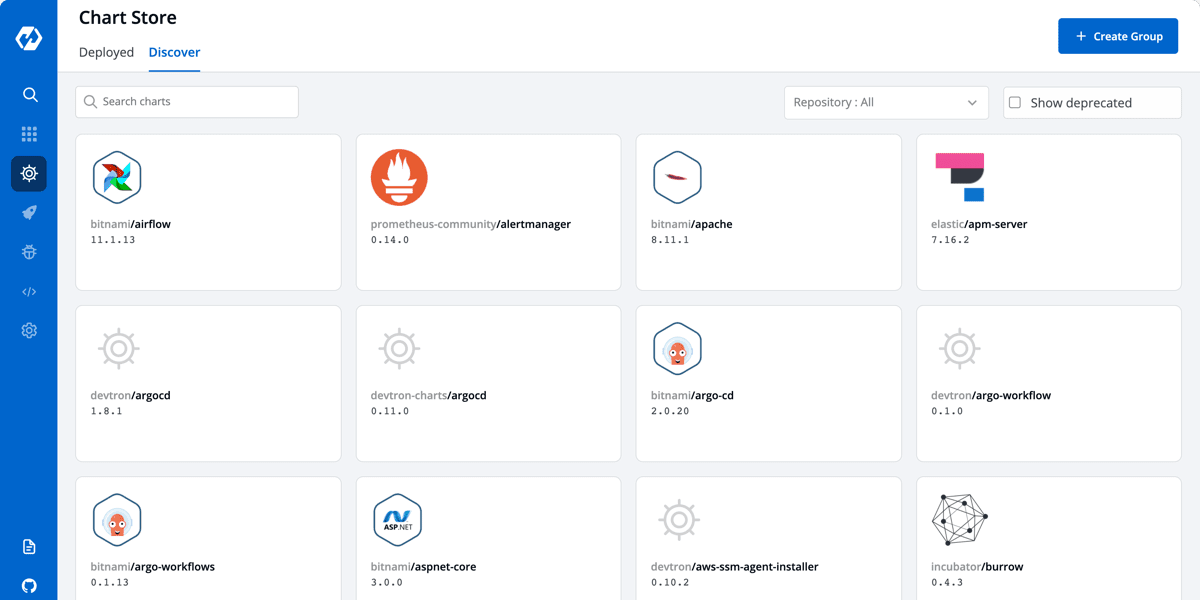 Chart Store
Create Group
Deployed
Discover
Search charts
Repository : All
Show deprecated
bitnami/airflow
11.1.13
prometheus-community/alertmanager
0.14.0
bitnami/apache
8.11.1
elastic/apm-server
7.16.2
devtron/argocd
1.8.1
devtron-charts/argocd
0.11.0
bitnami/argo-cd
2.0.20
devtron/argo-workflow
0.1.0
bitnami/argo-workflows
0.1.13
ASP.NET
bitnami/aspnet-core
3.0.0
devtron/aws-ssm-agent-installer
0.10.2
incubator/burrow
0.4.3